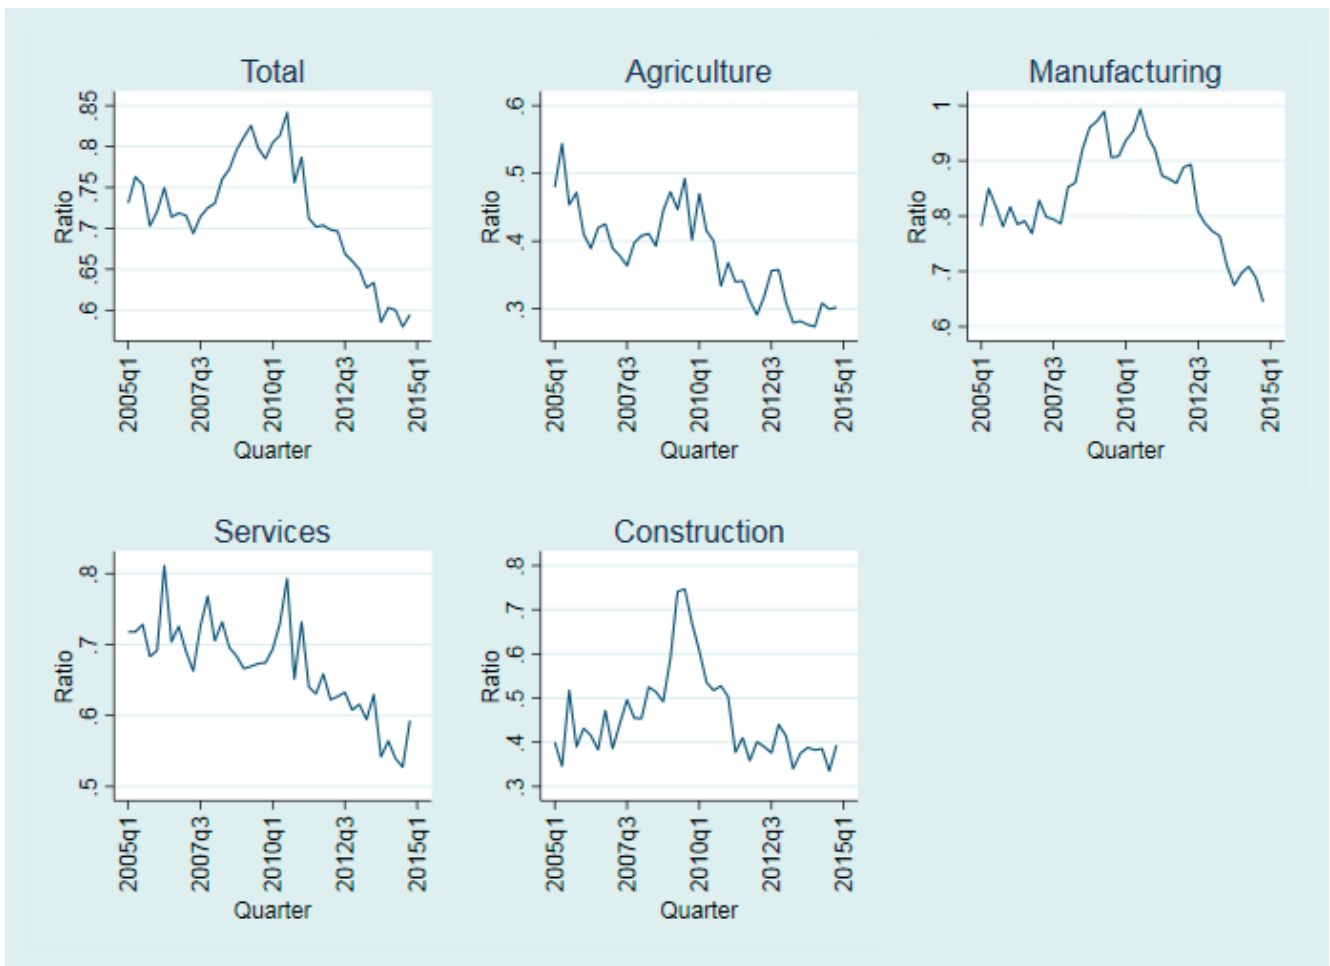 Total
Ratio
.85
.8
.75
.7
.65
.6
2005q1
2007q3
2010q1
2012q3
2015q1
Quarter
Agriculture
Ratio
.6
.5
.4
.3
2005q1
2007q3
2010q1
2012q3
2015q1
Quarter
Manufacturing
Ratio
1
.9
.8
.7
.6
2005q1
2007q3
2010q1
2012q3
2015q1
Quarter
Services
Ratio
.8
.7
.6
.5
2005q1
2007q3
2010q1
2012q3
2015q1
Quarter
Construction
Ratio
.8
.7
.6
.5
.4
.3
2005q1
2007q3
2010q1
2012q3
2015q1
Quarter